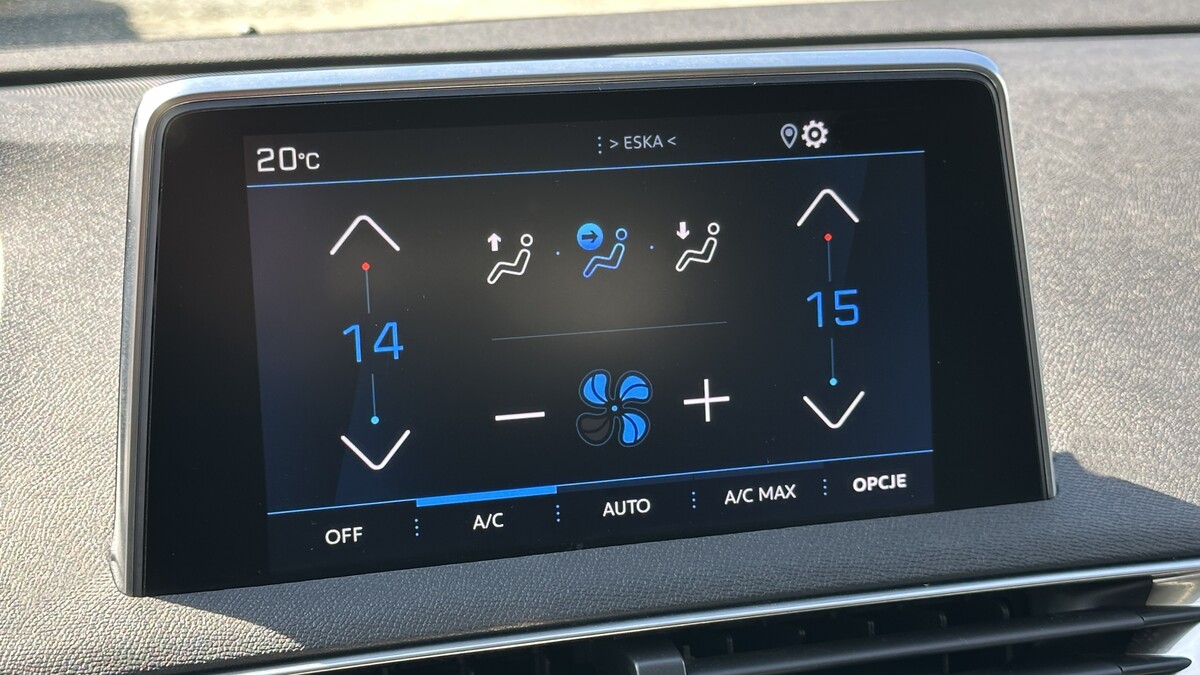 20°C
> ESKA <
14
15
OFF
A/C
AUTO
A/C MAX
OPCJE